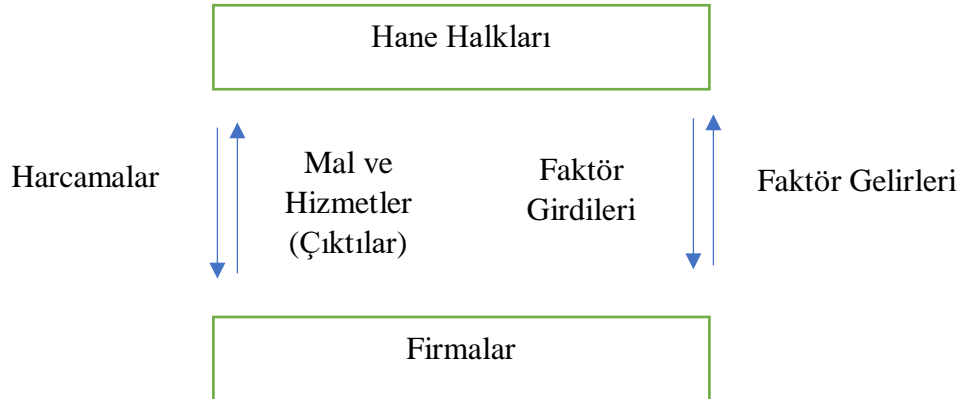 Hane Halkları
Harcamalar
Mal ve
Hizmetler
(Çıktılar)
Faktör
Girdileri
Faktör Gelirleri
Firmalar